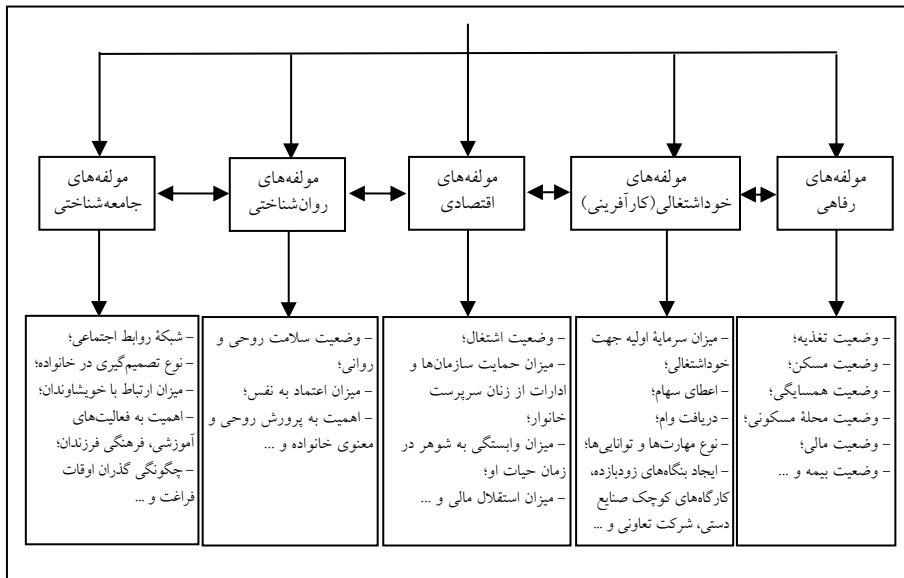 مولفه‌های
رفاهی
مولفه‌های
خوداشتغالی(کارآفرینی)
مولفه‌های
اقتصادی
مولفه‌های
روان‌شناختی
مولفه‌های
جامعه‌شناختی
– وضعیت تغذیه؛
– وضعیت مسکن؛
– وضعیت همسایگی؛
– وضعیت محلهٔ مسکونی؛
– وضعیت مالی؛
– وضعیت بیمه و ...
– میزان سرمایهٔ اولیه جهت
خوداشتغالی؛
– اعطای سهام؛
– دریافت وام؛
– نوع مهارت‌ها و توانایی‌ها؛
– ایجاد بنگاه‌های زودبازده،
کارگاه‌های کوچک صنایع
دستی، شرکت تعاونی و ...
– وضعیت اشتغال؛
– میزان حمایت سازمان‌ها و
ادارات از زنان سرپرست
خانوار؛
– میزان وابستگی به شوهر در
زمان حیات او؛
– میزان استقلال مالی و ...
– وضعیت سلامت روحی و
روانی؛
– میزان اعتماد به نفس؛
– اهمیت به پرورش روحی و
معنوی خانواده و ...
– شبکهٔ روابط اجتماعی؛
– نوع تصمیم‌گیری در خانواده؛
– میزان ارتباط با خویشاوندان؛
– اهمیت به فعالیت‌های
آموزشی، فرهنگی فرزندان؛
– چگونگی گذران اوقات
فراغت و ...